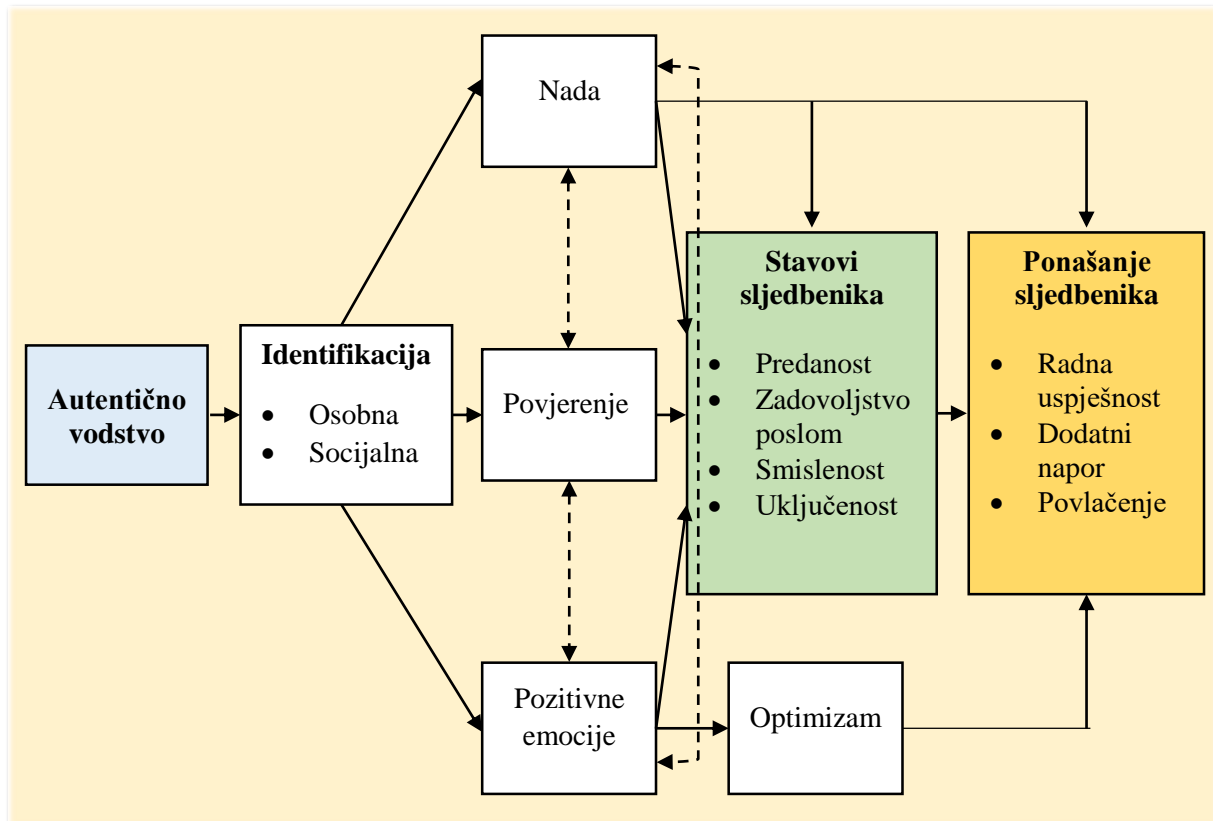 Nada
Autentično
vodstvo
Identifikacija
● Osobna
● Socijalna
Povjerenje
Pozitivne
emocije
Optimizam
Stavovi
sljedbenika
● Predanost
● Zadovoljstvo
poslom
● Smislenost
● Uključenost
Ponašanje
sljedbenika
● Radna
uspješnost
● Dodatni
napor
● Povlačenje